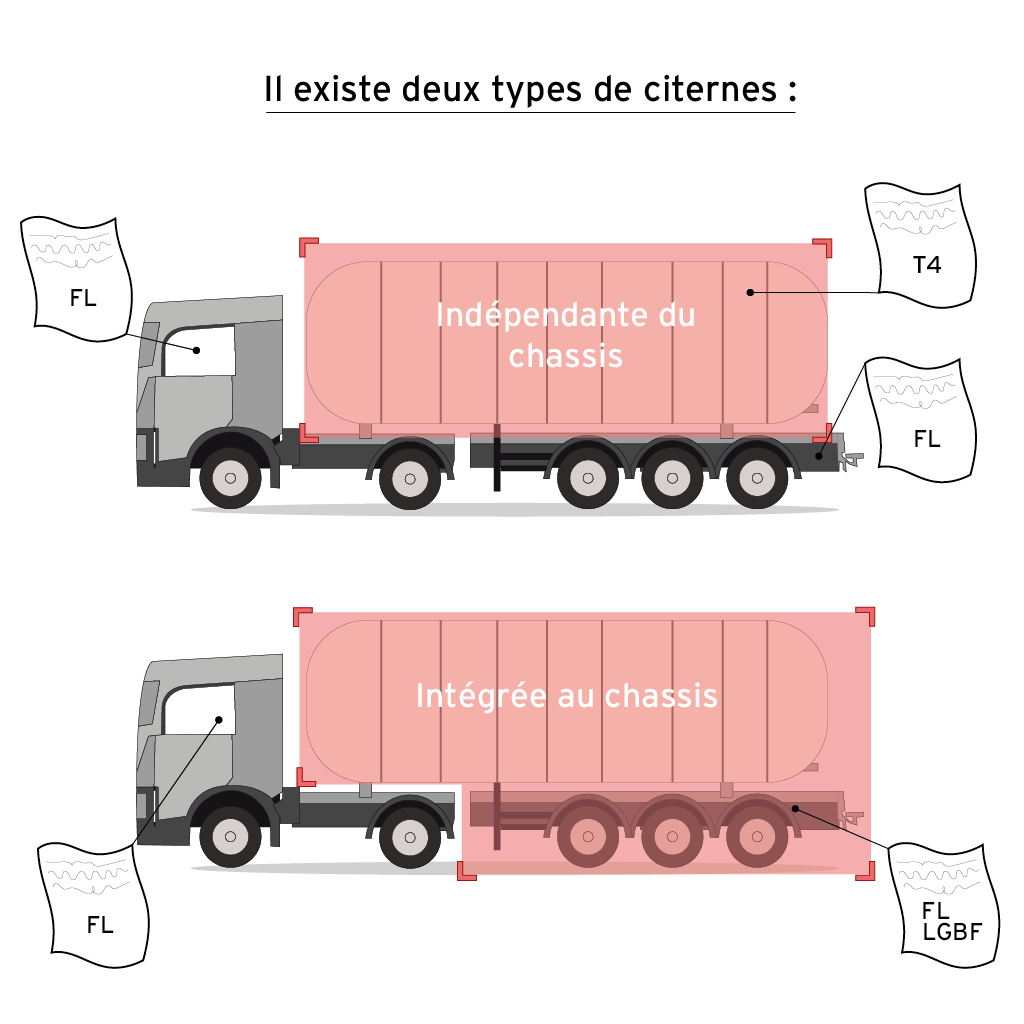 Il existe deux types de citernes :
FL
T4
Indépendante du
chassis
FL
Intégrée au chassis
FL
FL
LGBF